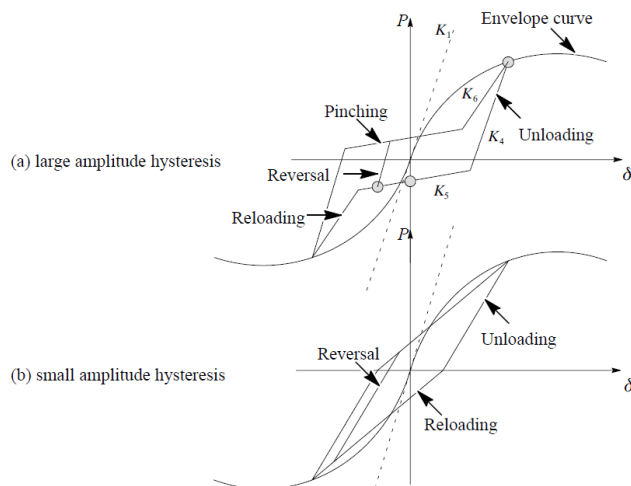 P
K1'
Envelope curve
K6
Pinching
K4
Unloading
(a) large amplitude hysteresis
δ
Reversal
K5
Reloading
P
Unloading
Reversal
(b) small amplitude hysteresis
δ
Reloading